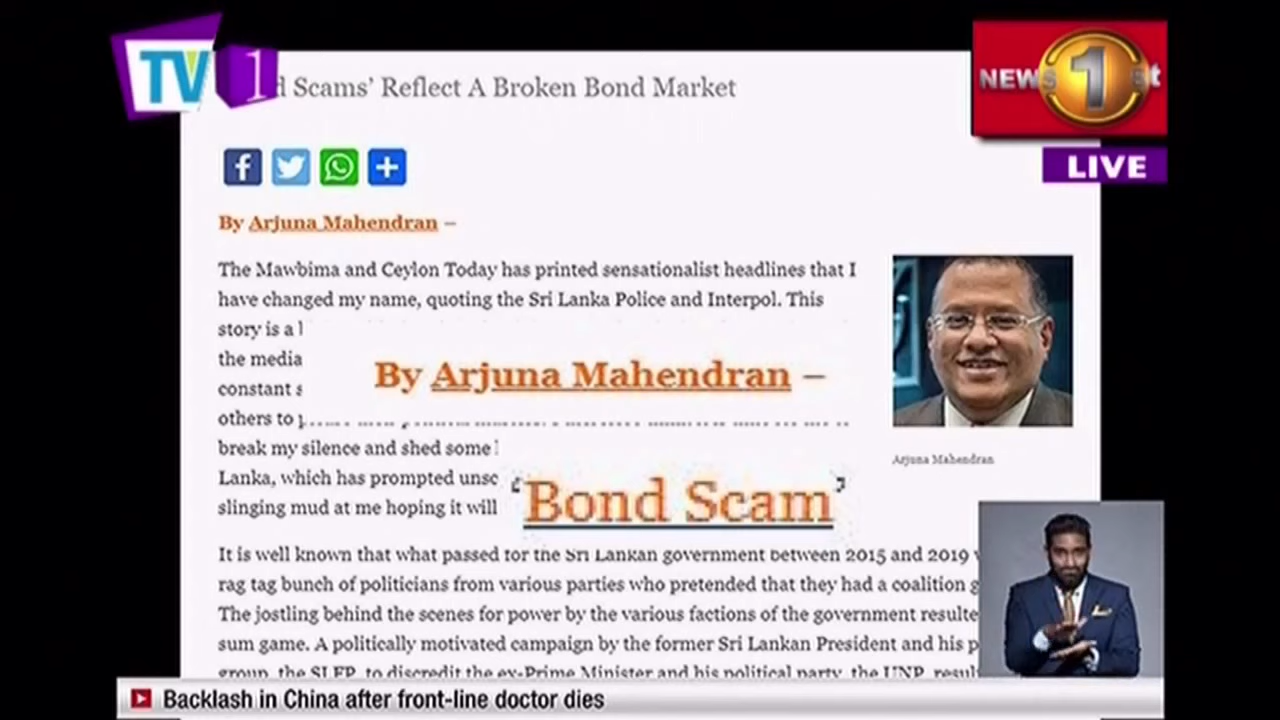 TV 1
NEWS 1st
LIVE
d Scams’ Reflect A Broken Bond Market
By Arjuna Mahendran –
The Mawbima and Ceylon Today has printed sensationalist headlines that I
have changed my name, quoting the Sri Lanka Police and Interpol. This
story is a
the media
constant s
others to
By Arjuna Mahendran –
break my silence and shed some
Lanka, which has prompted unsc
slinging mud at me hoping it will
‘Bond Scam’
Arjuna Mahendran
It is well known that what passed for the Sri Lankan government between 2015 and 2019
rag tag bunch of politicians from various parties who pretended that they had a coalition g
The jostling behind the scenes for power by the various factions of the government resulte
sum game. A politically motivated campaign by the former Sri Lankan President and his p
group, the SLFP, to discredit the ex-Prime Minister and his political party, the UNP, resul
Backlash in China after front-line doctor dies